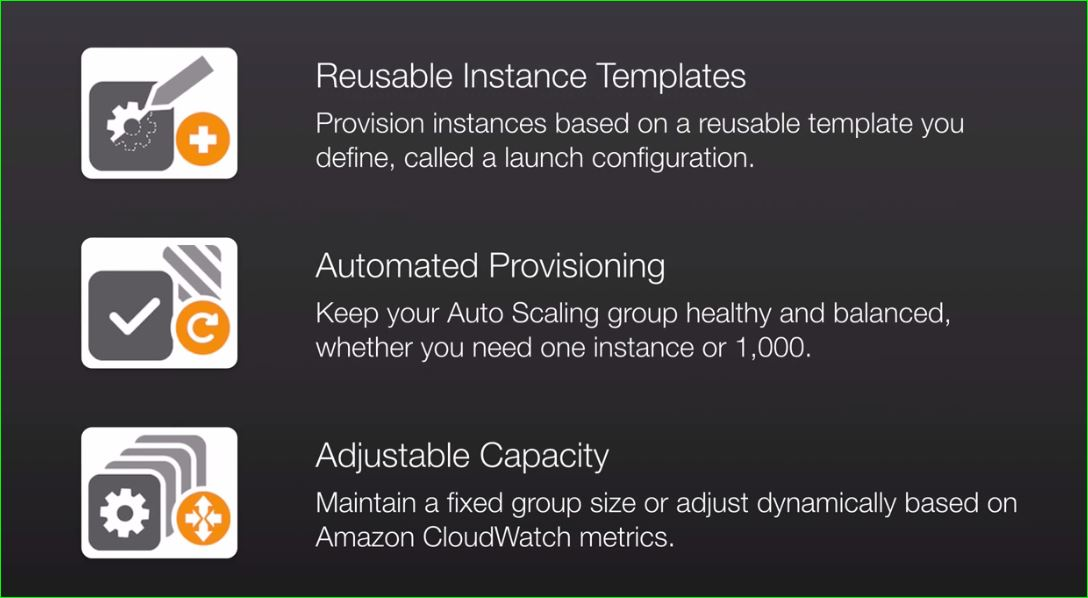 Reusable Instance Templates
Provision instances based on a reusable template you
define, called a launch configuration.
Automated Provisioning
Keep your Auto Scaling group healthy and balanced,
whether you need one instance or 1,000.
Adjustable Capacity
Maintain a fixed group size or adjust dynamically based on
Amazon CloudWatch metrics.